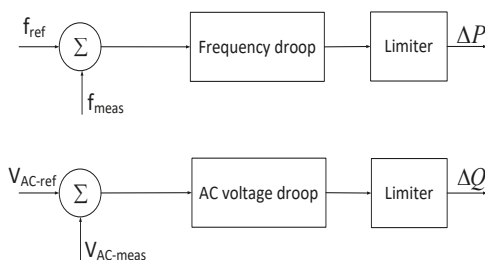 f_ref
Σ
Frequency droop
Limiter
ΔP
f_meas
V_AC-ref
Σ
AC voltage droop
Limiter
ΔQ
V_AC-meas